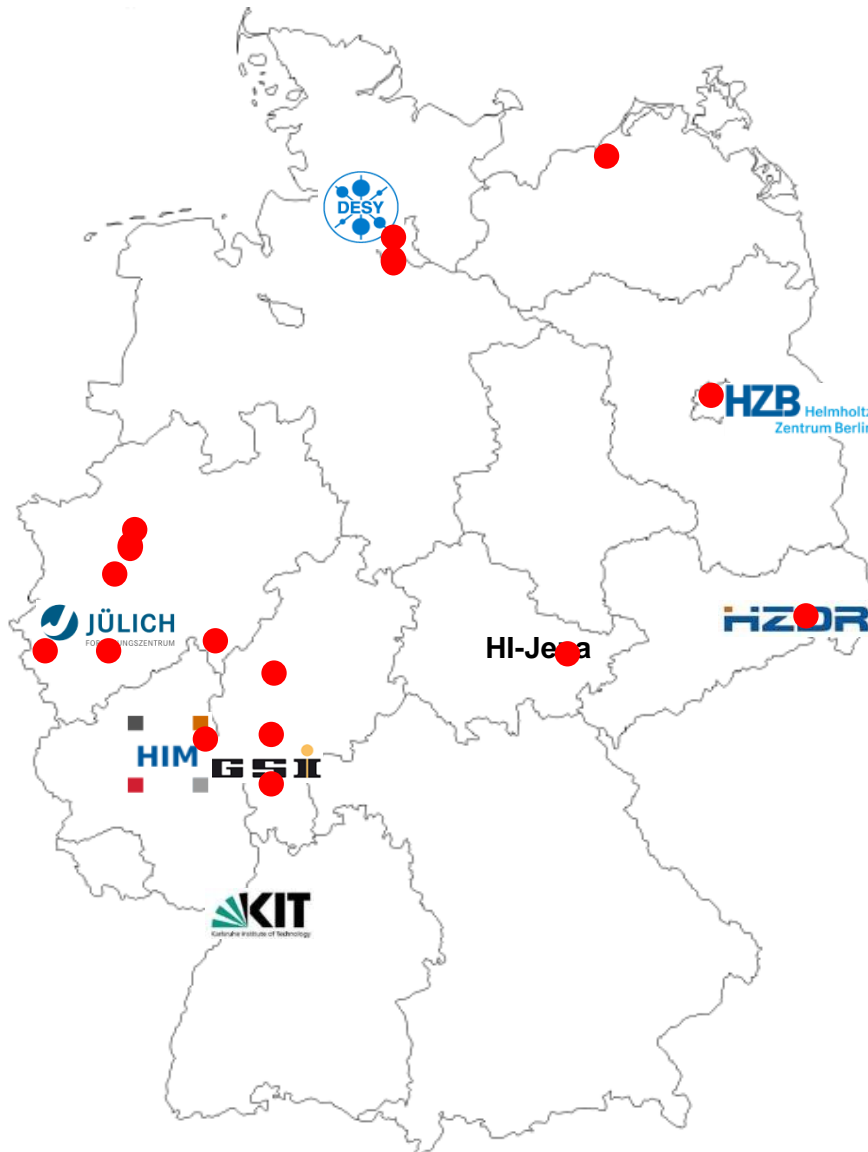 DESY
HZB Helmholtz
Zentrum Berlin
JÜLICH
HI-Jena
HZDR
HIM
GSI
KIT
Karlsruhe Institute of Technology